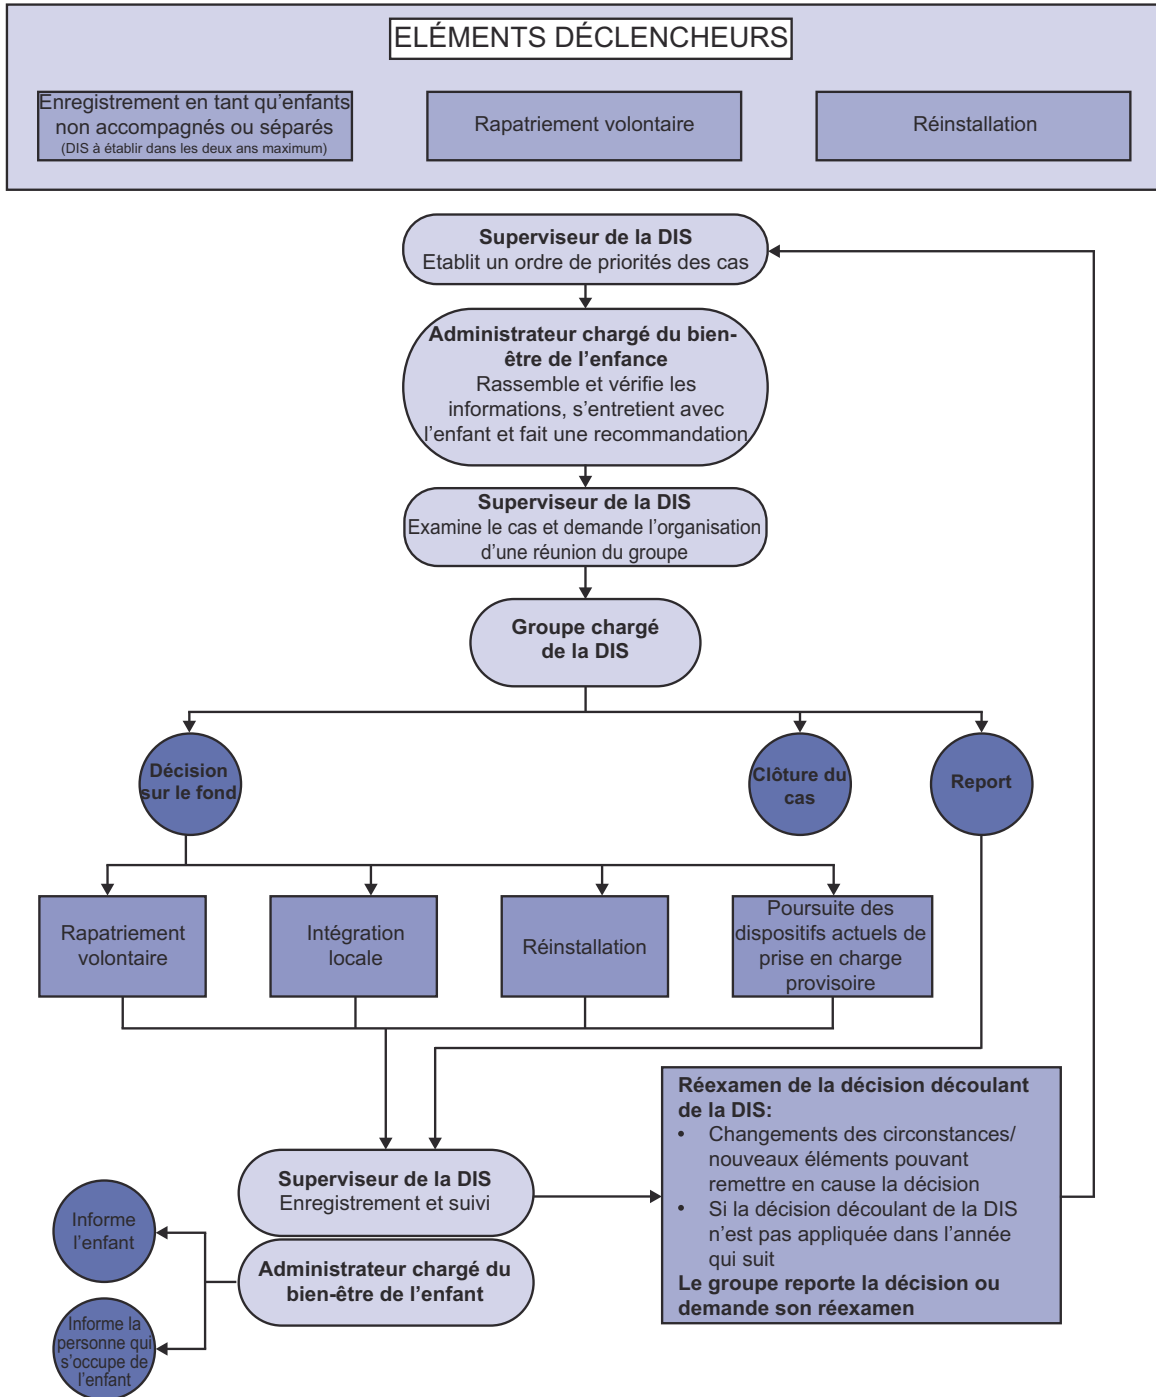 ELÉMENTS DÉCLENCHEURS
Enregistrement en tant qu'enfants
non accompagnés ou séparés
(DIS à établir dans les deux ans maximum)
Rapatriement volontaire
Réinstallation
Superviseur de la DIS
Etablit un ordre de priorités des cas
Administrateur chargé du bien-
être de l'enfance
Rassemble et vérifie les
informations, s'entretient avec
l'enfant et fait une recommandation
Superviseur de la DIS
Examine le cas et demande l'organisation
d'une réunion du groupe
Groupe chargé
de la DIS
Décision
sur le fond
Clôture du
cas
Report
Rapatriement
volontaire
Intégration
locale
Réinstallation
Poursuite des
dispositifs actuels de
prise en charge
provisoire
Réexamen de la décision découlant
de la DIS:
• Changements des circonstances/
nouveaux éléments pouvant
remettre en cause la décision
• Si la décision découlant de la DIS
n'est pas appliquée dans l'année
qui suit
Le groupe reporte la décision ou
demande son réexamen
Superviseur de la DIS
Enregistrement et suivi
Administrateur chargé du
bien-être de l'enfant
Informe
l'enfant
Informe la
personne qui
s'occupe de
l'enfant